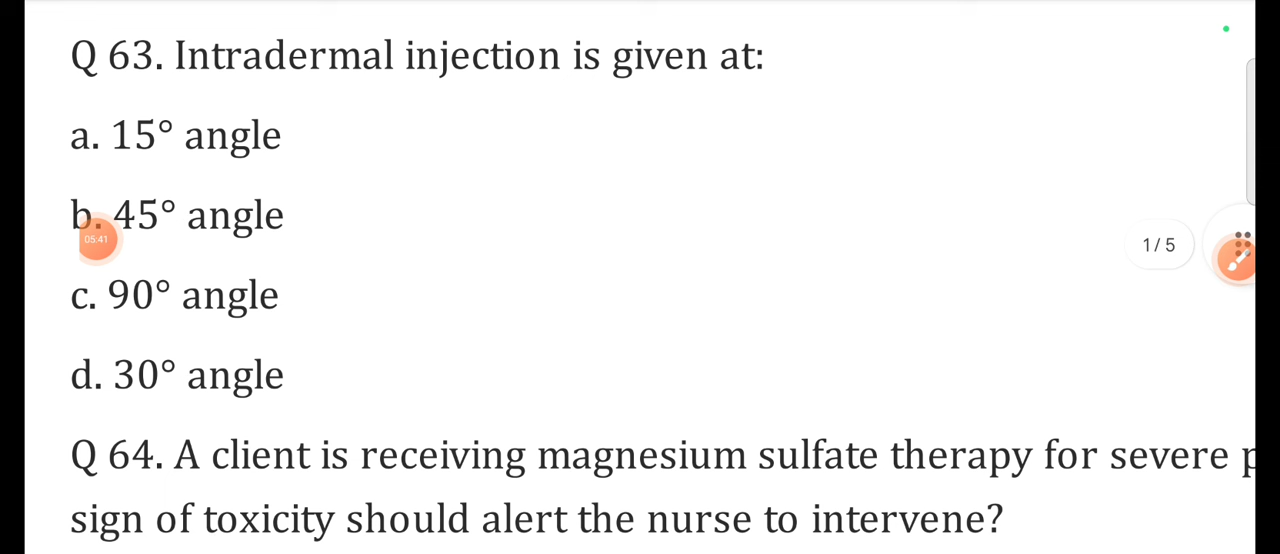 Q 63. Intradermal injection is given at:
a. 15° angle
b. 45° angle
05:41
1 / 5
c. 90° angle
d. 30° angle
Q 64. A client is receiving magnesium sulfate therapy for severe
sign of toxicity should alert the nurse to intervene?